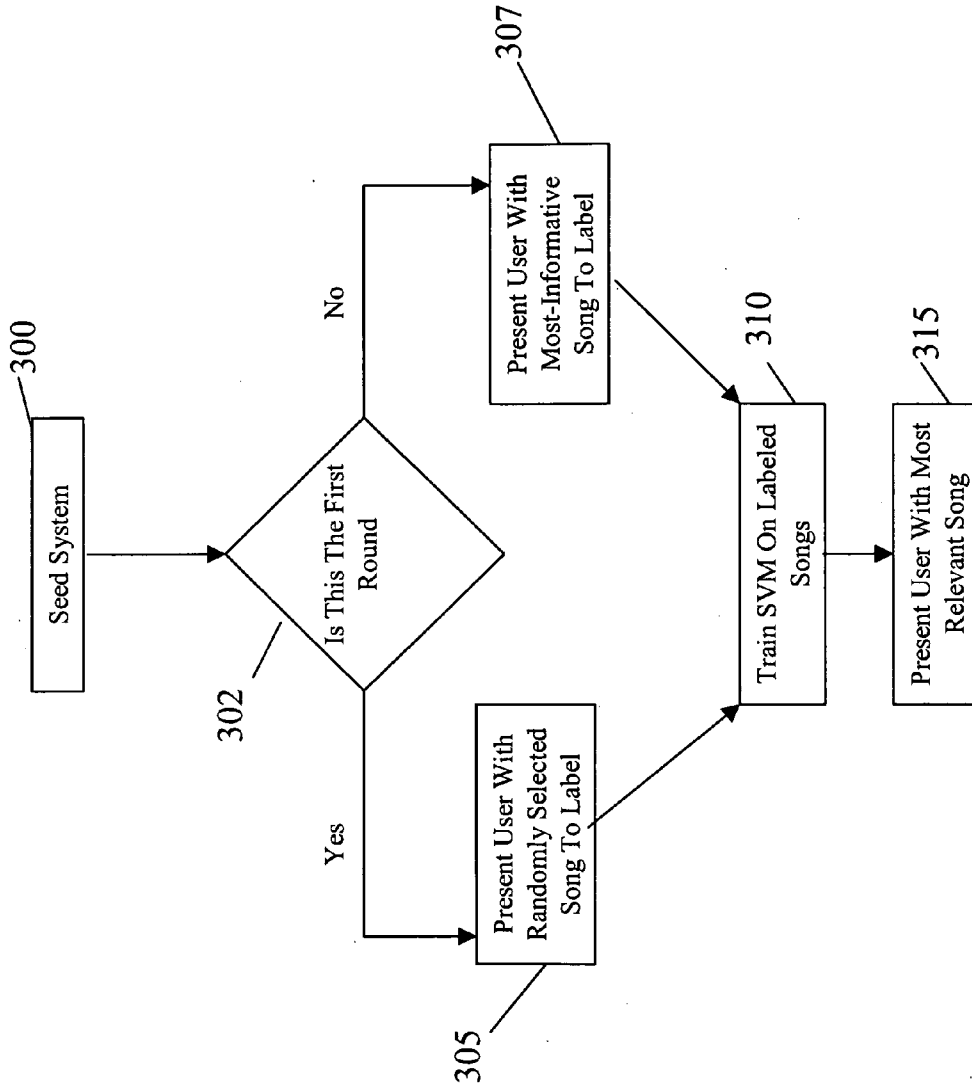 300
Seed System
302
Is This The First
Round
Yes
No
305
Present User With
Randomly Selected
Song To Label
307
Present User With
Most-Informative
Song To Label
310
Train SVM On Labeled
Songs
315
Present User With Most
Relevant Song